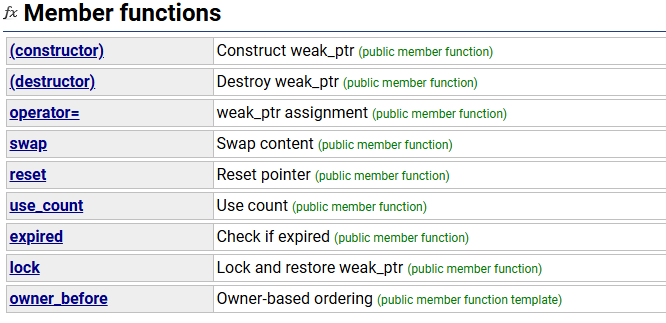 fx Member functions
(constructor) Construct weak_ptr (public member function)
(destructor) Destroy weak_ptr (public member function)
operator= weak_ptr assignment (public member function)
swap Swap content (public member function)
reset Reset pointer (public member function)
use_count Use count (public member function)
expired Check if expired (public member function)
lock Lock and restore weak_ptr (public member function)
owner_before Owner-based ordering (public member function template)